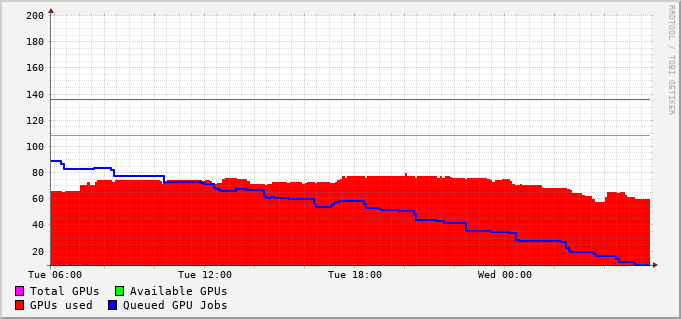 200
180
160
140
120
100
80
60
40
20
Tue 06:00 Tue 12:00 Tue 18:00 Wed 00:00
Total GPUs Available GPUs
GPUs used Queued GPU Jobs
RRDTOOL / TOBI OETIKER